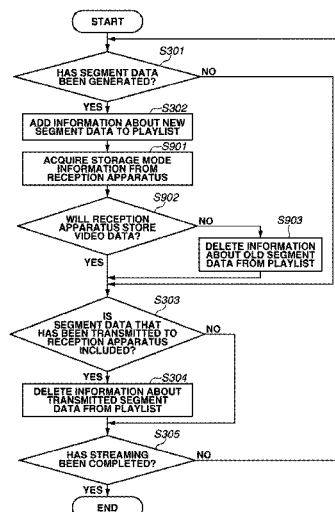 START
S301
HAS SEGMENT DATA
BEEN GENERATED?
NO
YES
S302
ADD INFORMATION ABOUT NEW
SEGMENT DATA TO PLAYLIST
S901
ACQUIRE STORAGE MODE
INFORMATION FROM
RECEPTION APPARATUS
S902
WILL RECEPTION
APPARATUS STORE
VIDEO DATA?
NO
S903
DELETE INFORMATION
ABOUT OLD SEGMENT
DATA FROM PLAYLIST
YES
S303
IS
SEGMENT DATA THAT
HAS BEEN TRANSMITTED TO
RECEPTION APPARATUS
INCLUDED?
NO
YES
S304
DELETE INFORMATION ABOUT
TRANSMITTED SEGMENT
DATA FROM PLAYLIST
S305
HAS STREAMING
BEEN COMPLETED?
NO
YES
END